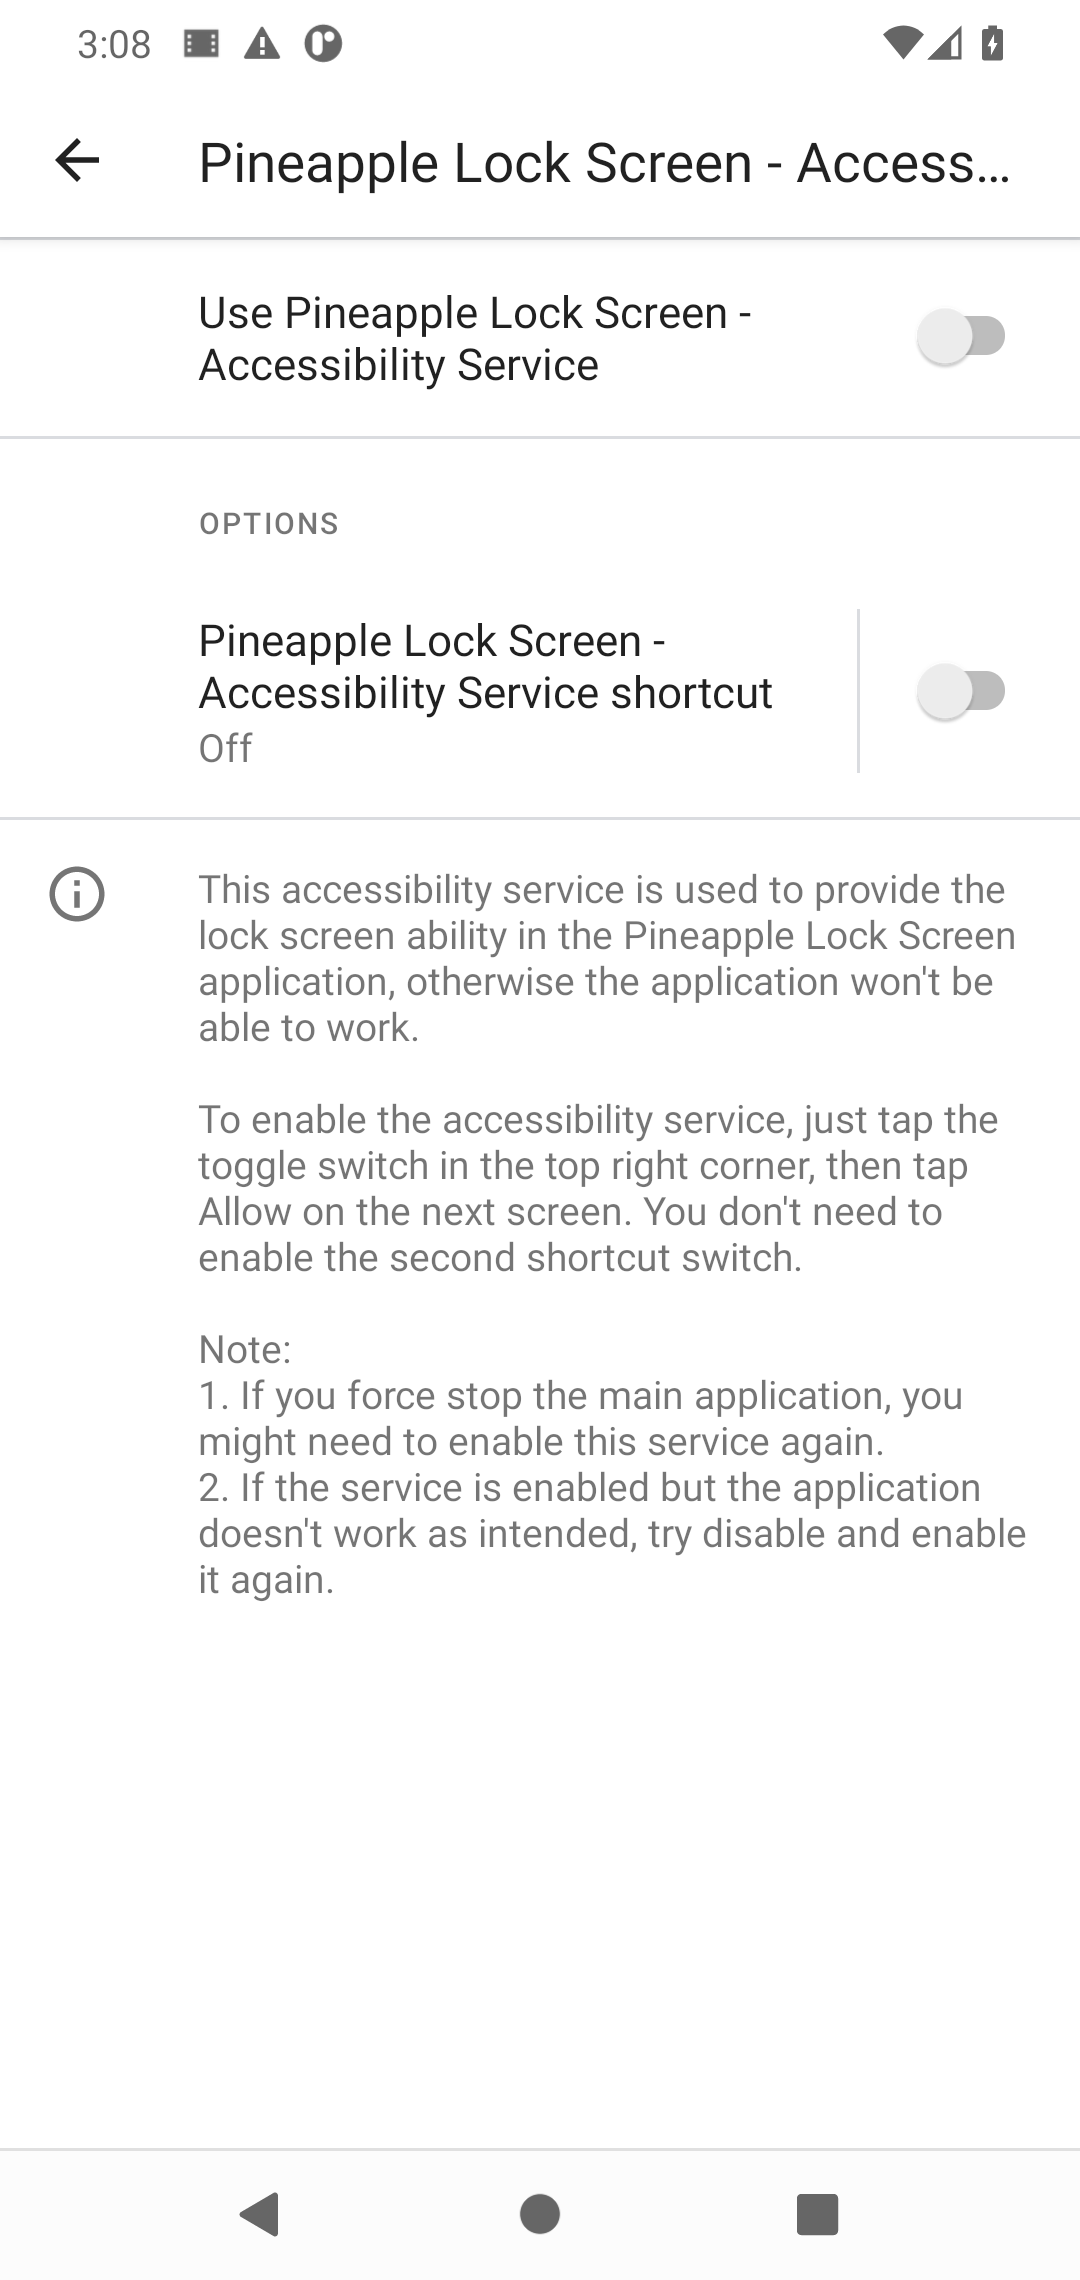 3:08
Pineapple Lock Screen - Access...
Use Pineapple Lock Screen -
Accessibility Service
OPTIONS
Pineapple Lock Screen -
Accessibility Service shortcut
Off
This accessibility service is used to provide the
lock screen ability in the Pineapple Lock Screen
application, otherwise the application won't be
able to work.
To enable the accessibility service, just tap the
toggle switch in the top right corner, then tap
Allow on the next screen. You don't need to
enable the second shortcut switch.
Note:
1. If you force stop the main application, you
might need to enable this service again.
2. If the service is enabled but the application
doesn't work as intended, try disable and enable
it again.